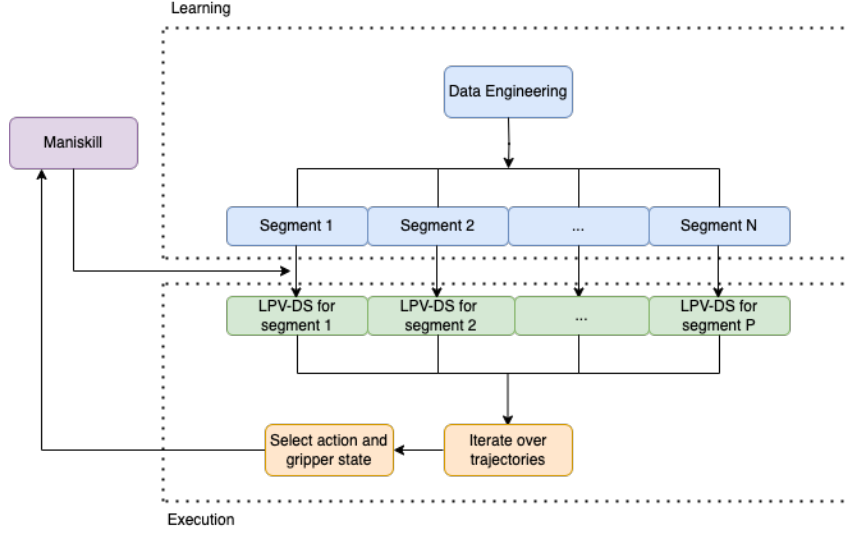 Learning
Data Engineering
Maniskill
Segment 1
Segment 2
...
Segment N
LPV-DS for
segment 1
LPV-DS for
segment 2
...
LPV-DS for
segment P
Select action and
gripper state
Iterate over
trajectories
Execution